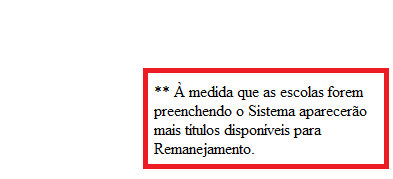 ** À medida que as escolas forem
preenchendo o Sistema aparecerão
mais títulos disponíveis para
Remanejamento.